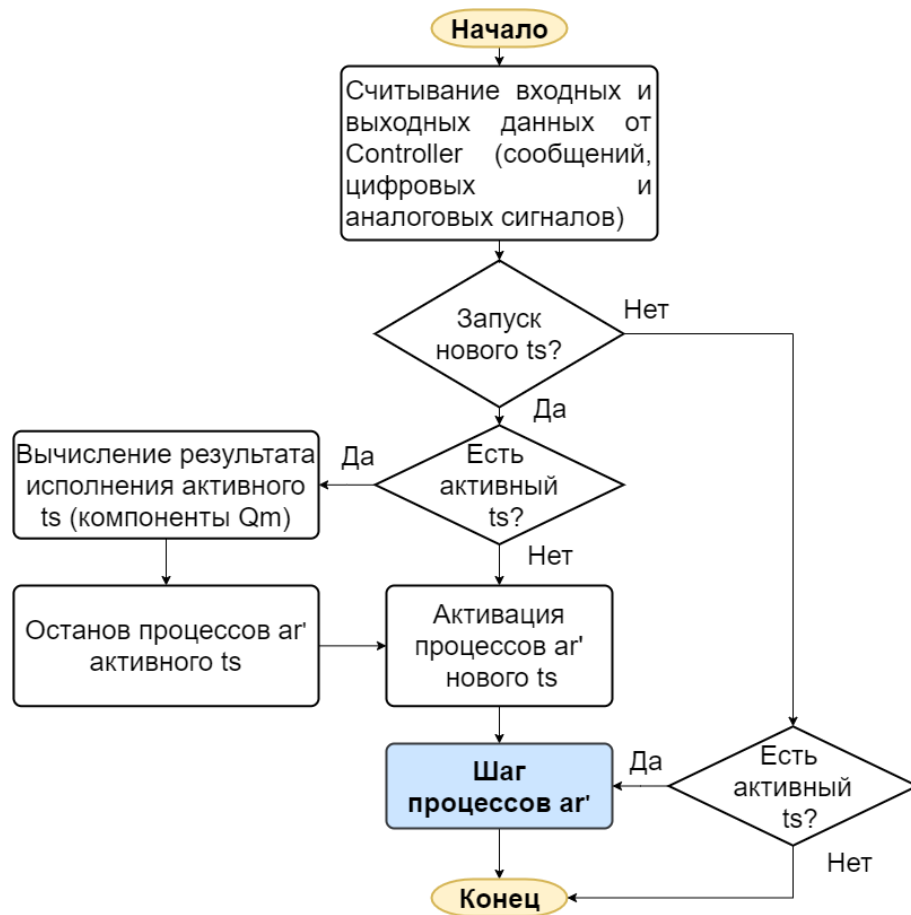 Начало
Считывание входных и
выходных данных от
Controller (сообщений,
цифровых и
аналоговых сигналов)
Запуск
нового ts?
Нет
Да
Есть
активный
ts?
Да
Вычисление результата
исполнения активного
ts (компоненты Qm)
Нет
Останов процессов ar'
активного ts
Активация
процессов ar'
нового ts
Шаг
процессов ar'
Да
Есть
активный
ts?
Нет
Конец